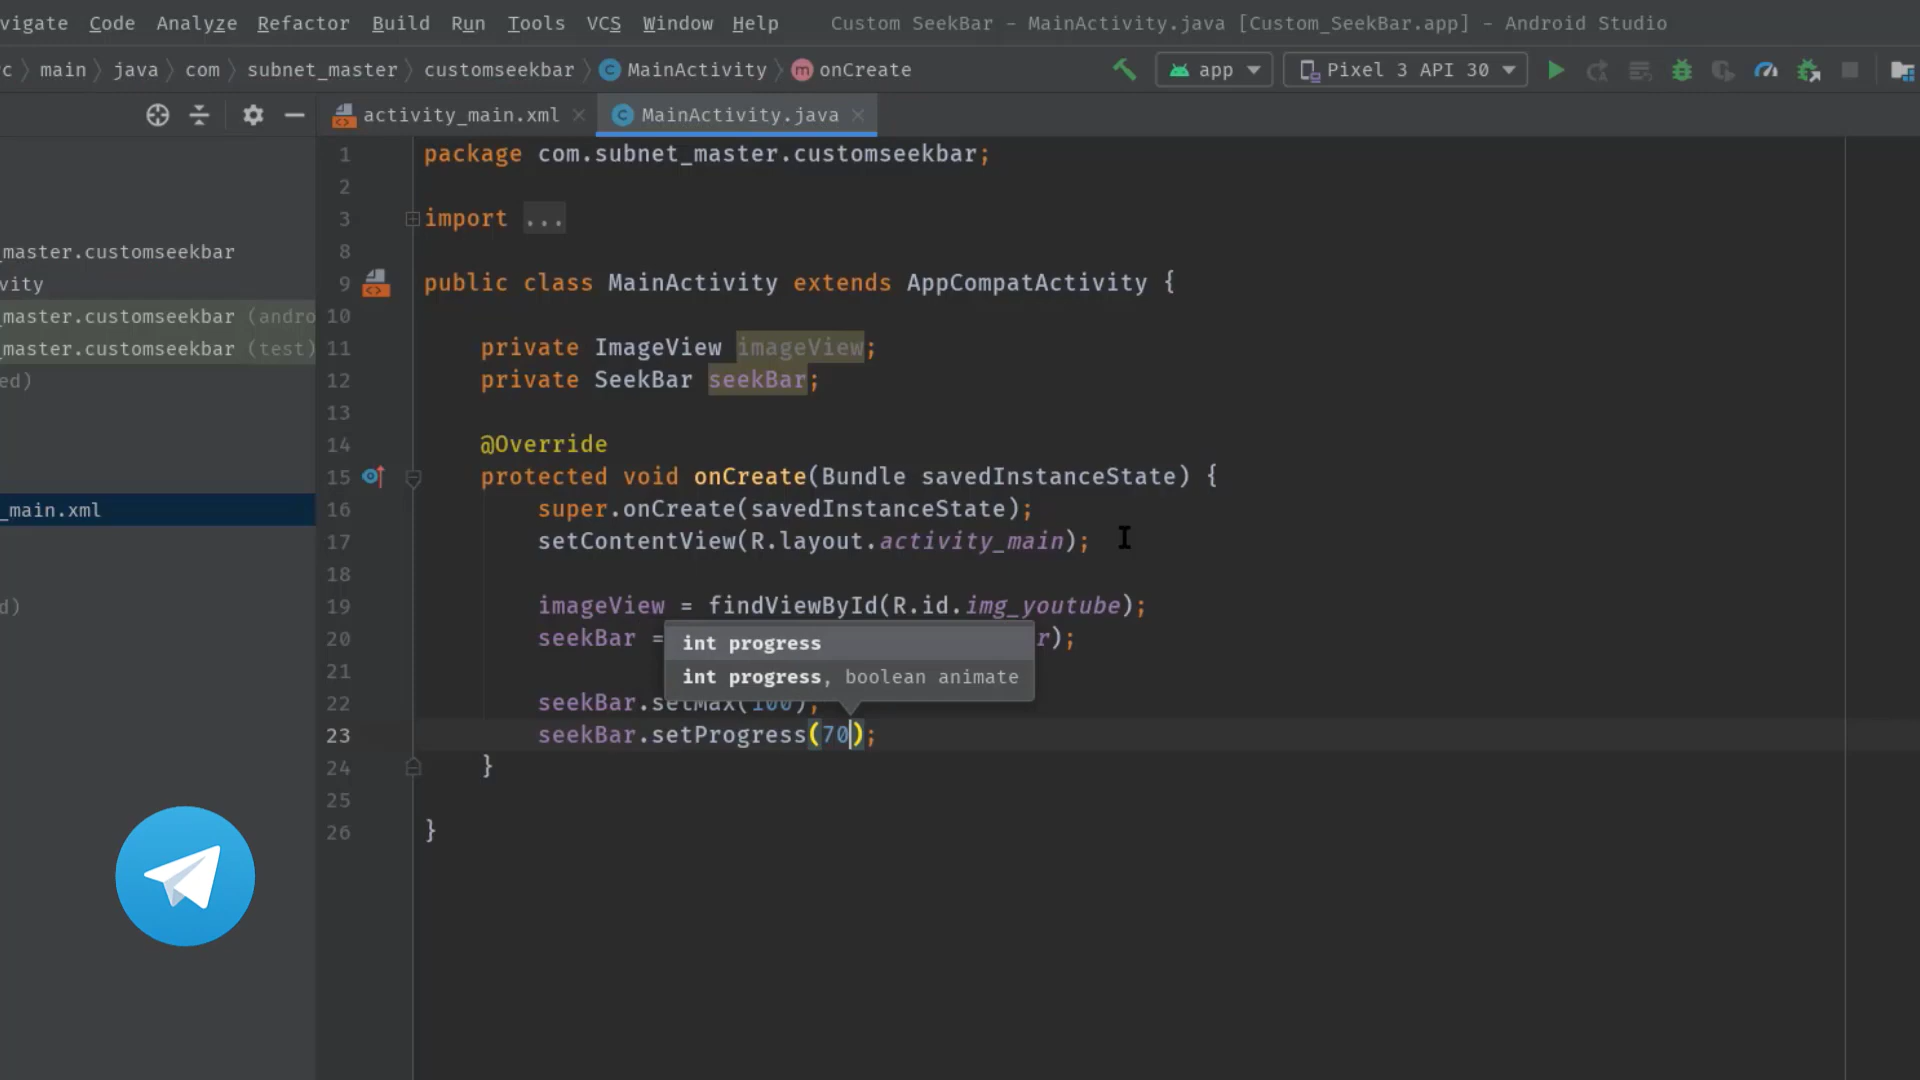 vigate Code Analyze Refactor Build Run Tools VCS Window Help Custom SeekBar - MainActivity.java [Custom_SeekBar.app] - Android Studio
c main java com subnet_master customseekbar MainActivity onCreate app Pixel 3 API 30
activity_main.xml MainActivity.java
_master.customseekbar
vity
_master.customseekbar (andro
_master.customseekbar (test)
ed)
_main.xml
d)
1 package com.subnet_master.customseekbar;
2
3 import ...
8
9 public class MainActivity extends AppCompatActivity {
10
11 private ImageView imageView;
12 private SeekBar seekBar;
13
14 @Override
15 protected void onCreate(Bundle savedInstanceState) {
16 super.onCreate(savedInstanceState);
17 setContentView(R.layout.activity_main);
18
19 imageView = findViewById(R.id.img_youtube);
20 seekBar = r);
int progress
int progress, boolean animate
21
22 seekBar.setMax(100);
23 seekBar.setProgress(70);
24 }
25
26 }